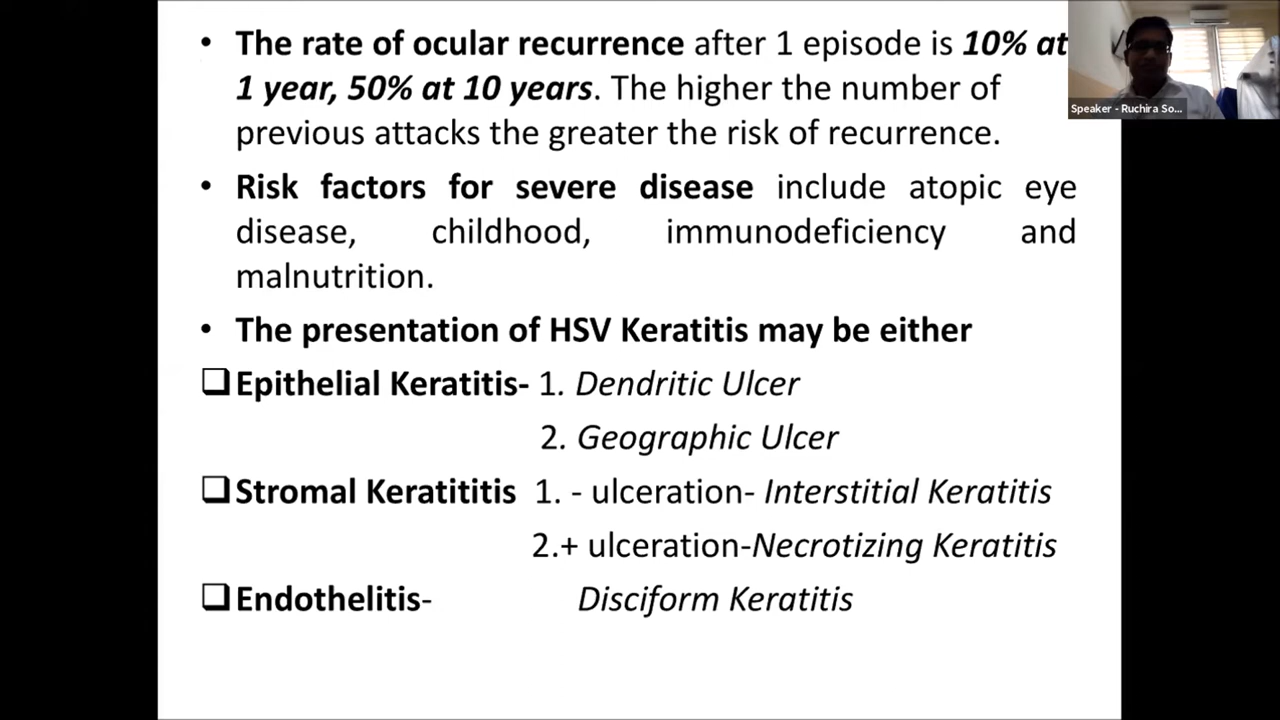 • The rate of ocular recurrence after 1 episode is 10% at
1 year, 50% at 10 years. The higher the number of
previous attacks the greater the risk of recurrence.
• Risk factors for severe disease include atopic eye
disease, childhood, immunodeficiency and
malnutrition.
• The presentation of HSV Keratitis may be either
❑Epithelial Keratitis- 1. Dendritic Ulcer
2. Geographic Ulcer
❑Stromal Keratititis 1. - ulceration- Interstitial Keratitis
2.+ ulceration-Necrotizing Keratitis
❑Endothelitis- Disciform Keratitis
Speaker - Ruchira So...